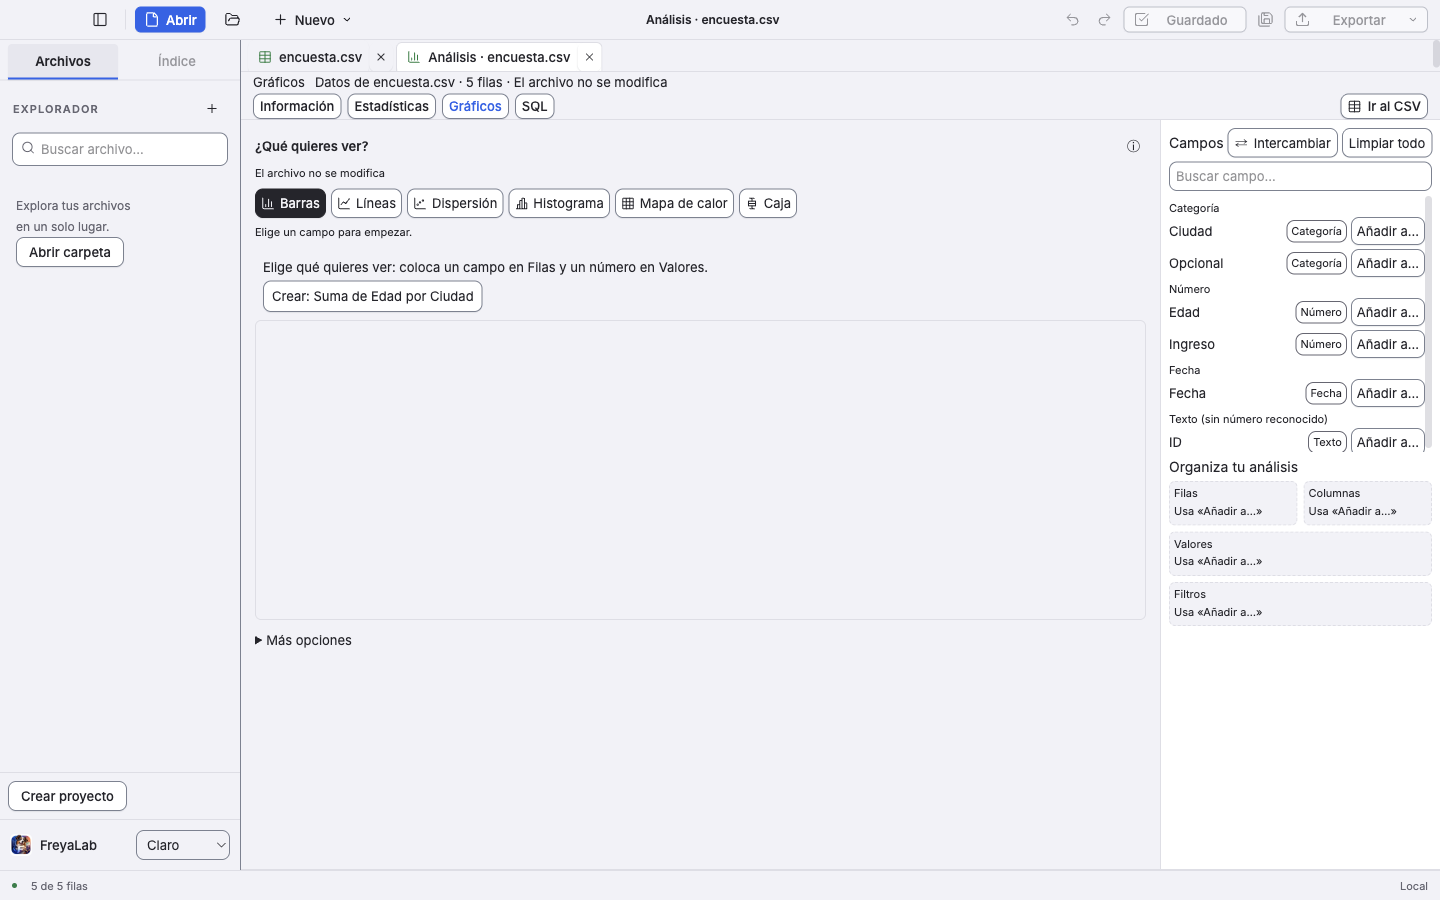 Abrir
Nuevo
Análisis · encuesta.csv
Guardado
Exportar
Archivos
Índice
encuesta.csv
Análisis · encuesta.csv
Gráficos Datos de encuesta.csv · 5 filas · El archivo no se modifica
Información
Estadísticas
Gráficos
SQL
Ir al CSV
EXPLORADOR
Buscar archivo...
Explora tus archivos
en un solo lugar.
Abrir carpeta
¿Qué quieres ver?
El archivo no se modifica
Barras
Líneas
Dispersión
Histograma
Mapa de calor
Caja
Elige un campo para empezar.
Elige qué quieres ver: coloca un campo en Filas y un número en Valores.
Crear: Suma de Edad por Ciudad
Más opciones
Campos
Intercambiar
Limpiar todo
Buscar campo...
Categoría
Ciudad Categoría Añadir a...
Opcional Categoría Añadir a...
Número
Edad Número Añadir a...
Ingreso Número Añadir a...
Fecha
Fecha Fecha Añadir a...
Texto (sin número reconocido)
ID Texto Añadir a...
Organiza tu análisis
Filas
Usa «Añadir a...»
Columnas
Usa «Añadir a...»
Valores
Usa «Añadir a...»
Filtros
Usa «Añadir a...»
Crear proyecto
FreyaLab
Claro
5 de 5 filas
Local